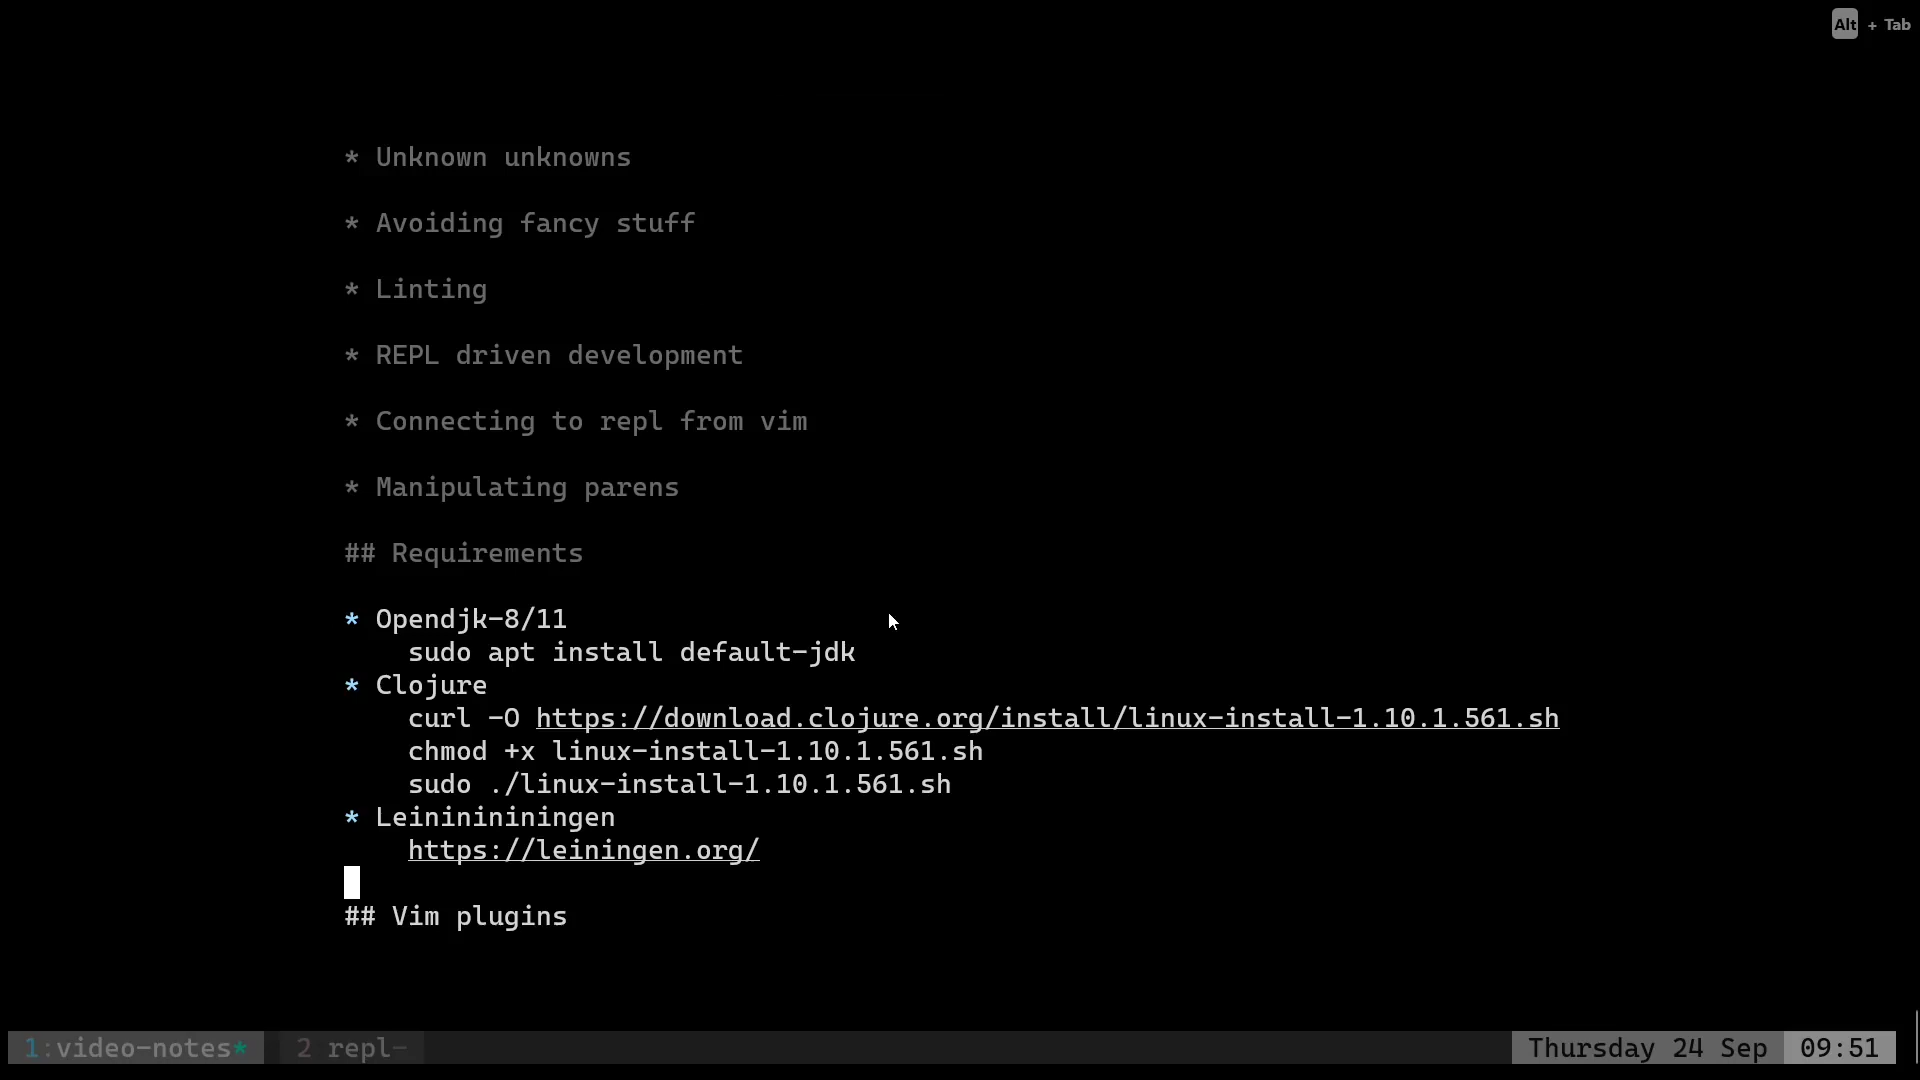 Alt + Tab
* Unknown unknowns
* Avoiding fancy stuff
* Linting
* REPL driven development
* Connecting to repl from vim
* Manipulating parens
## Requirements
* Opendjk-8/11
sudo apt install default-jdk
* Clojure
curl -O https://download.clojure.org/install/linux-install-1.10.1.561.sh
chmod +x linux-install-1.10.1.561.sh
sudo ./linux-install-1.10.1.561.sh
* Leinininininingen
https://leiningen.org/
## Vim plugins
1:video-notes* 2 repl- Thursday 24 Sep 09:51